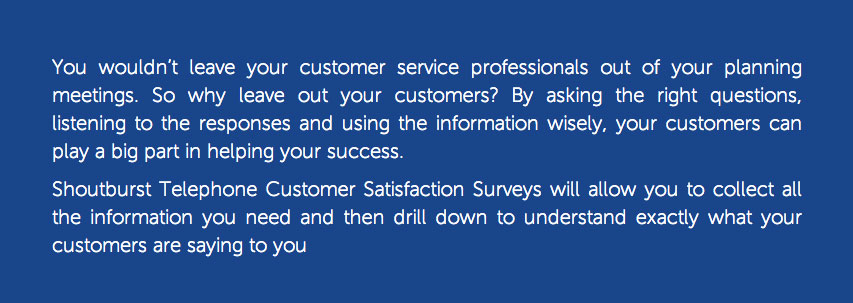 You wouldn’t leave your customer service professionals out of your planning
meetings. So why leave out your customers? By asking the right questions,
listening to the responses and using the information wisely, your customers can
play a big part in helping your success.
Shoutburst Telephone Customer Satisfaction Surveys will allow you to collect all
the information you need and then drill down to understand exactly what your
customers are saying to you